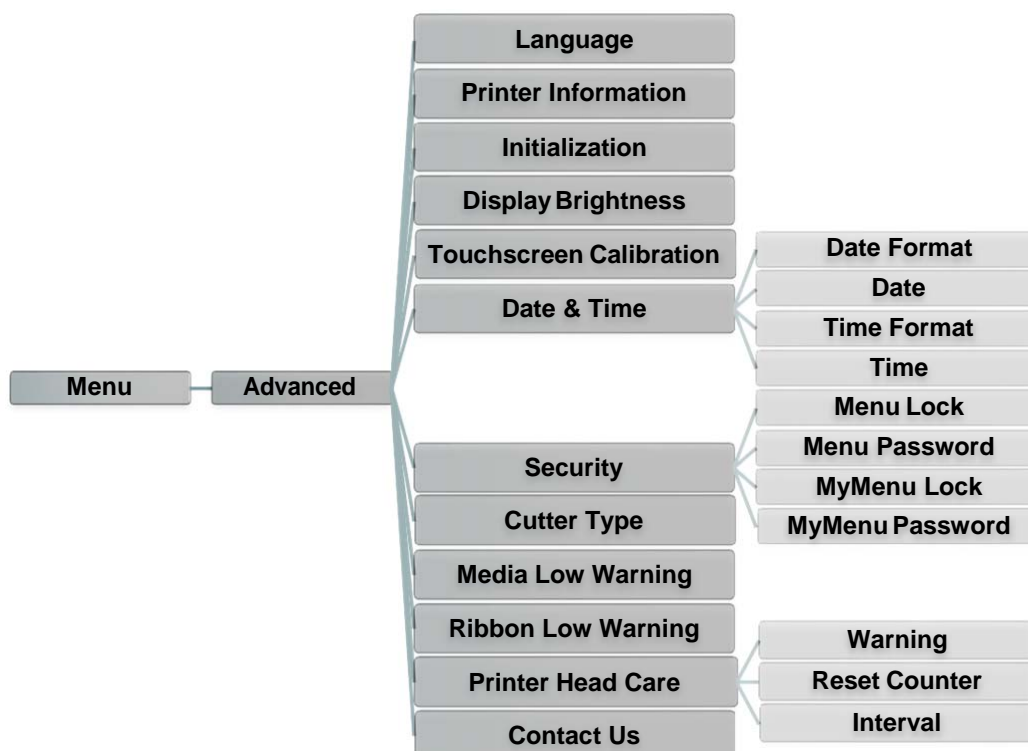 Menu
Advanced
Language
Printer Information
Initialization
Display Brightness
Touchscreen Calibration
Date & Time
Date Format
Date
Time Format
Time
Security
Menu Lock
Menu Password
MyMenu Lock
MyMenu Password
Cutter Type
Media Low Warning
Ribbon Low Warning
Printer Head Care
Warning
Reset Counter
Interval
Contact Us